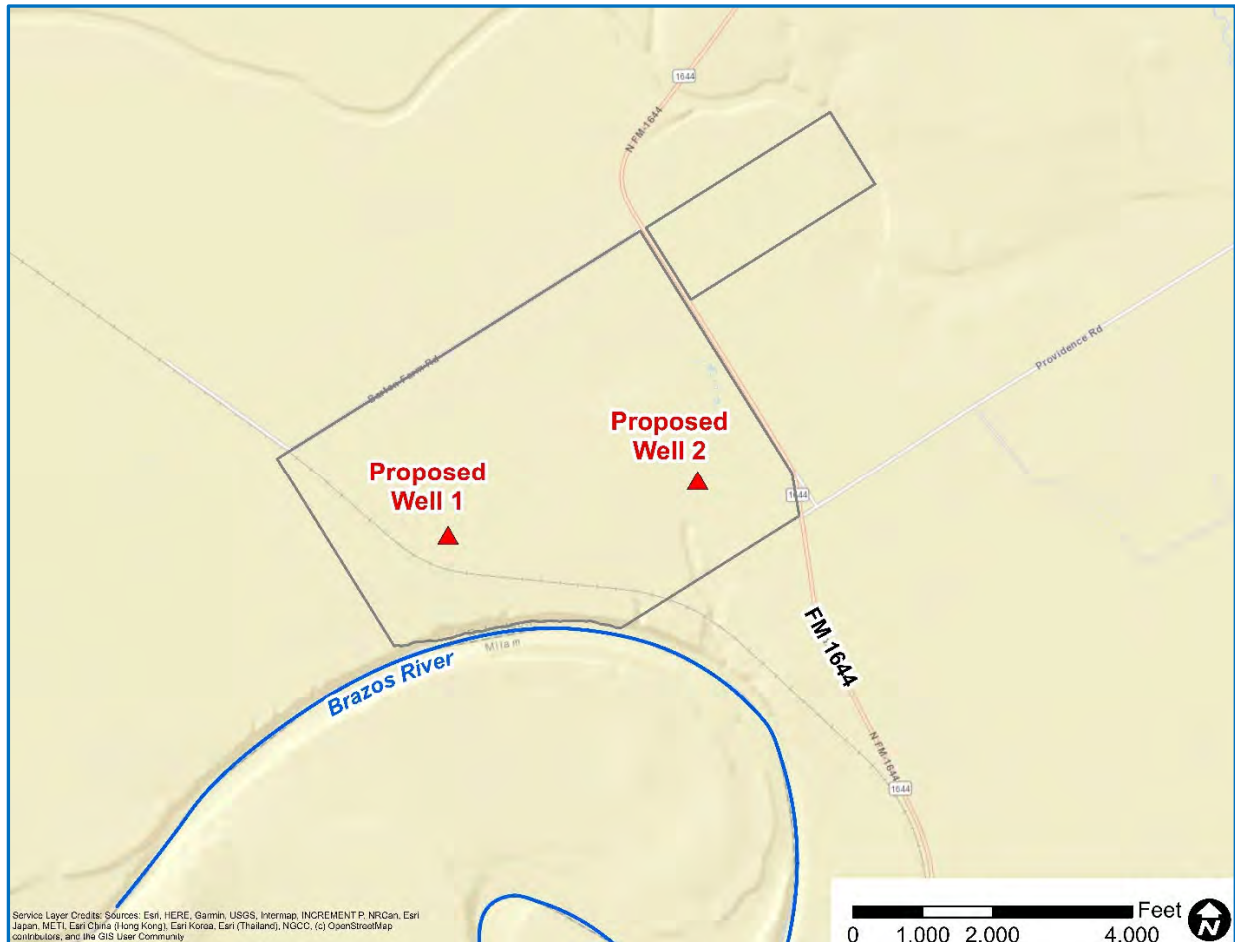 1644
N FM-1644
Barton Farm Rd
Providence Rd
Proposed
Well 2
Proposed
Well 1
1644
Milam
Brazos River
FM 1644
N FM-1644
1644
Service Layer Credits: Sources: Esri, HERE, Garmin, USGS, Intermap, INCREMENT P, NRCan, Esri
Japan, METI, Esri China (Hong Kong), Esri Korea, Esri (Thailand), NGCC, (c) OpenStreetMap
contributors, and the GIS User Community
Feet
0 1,000 2,000 4,000
N